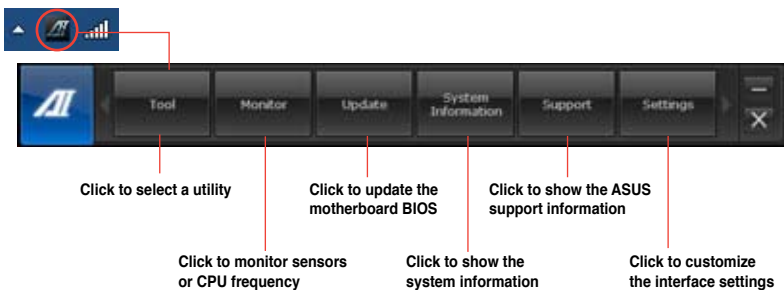 AI
AI
Tool
Monitor
Update
System
Information
Support
Settings
Click to select a utility
Click to update the
motherboard BIOS
Click to show the ASUS
support information
Click to monitor sensors
or CPU frequency
Click to show the
system information
Click to customize
the interface settings